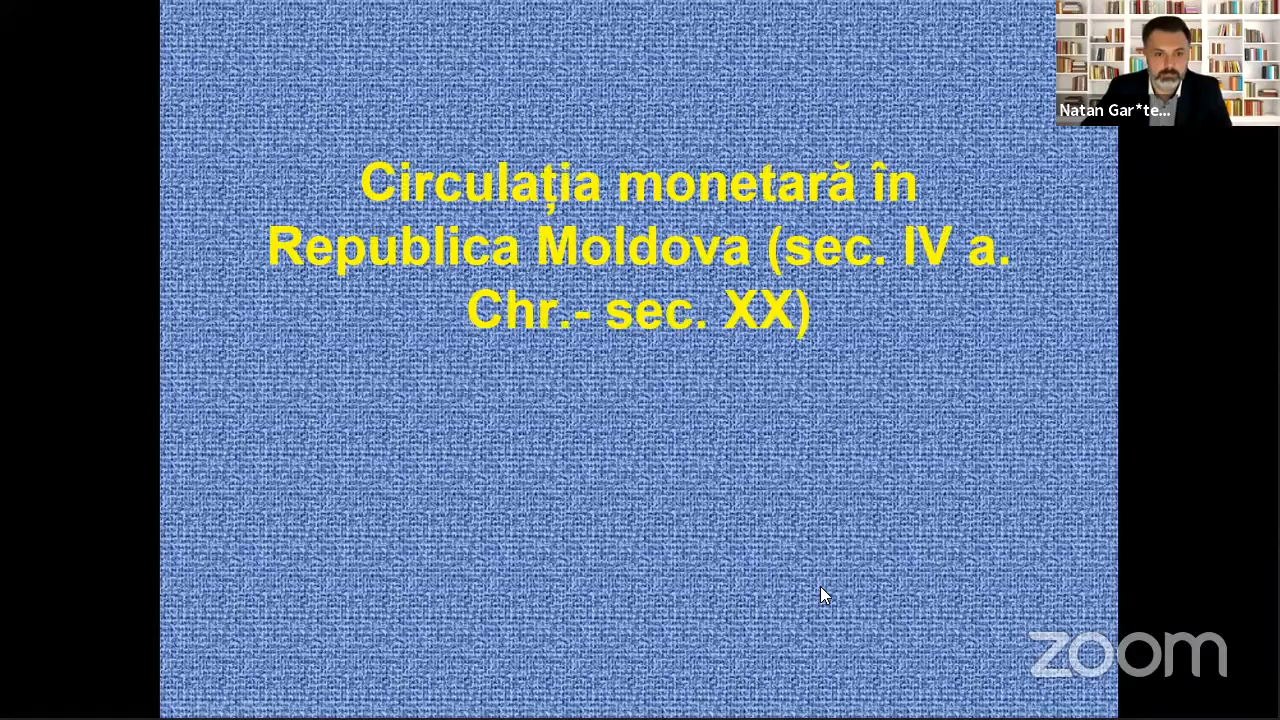 Natan Gar*te...
Circulația monetară în
Republica Moldova (sec. IV a.
Chr.- sec. XX)
zoom